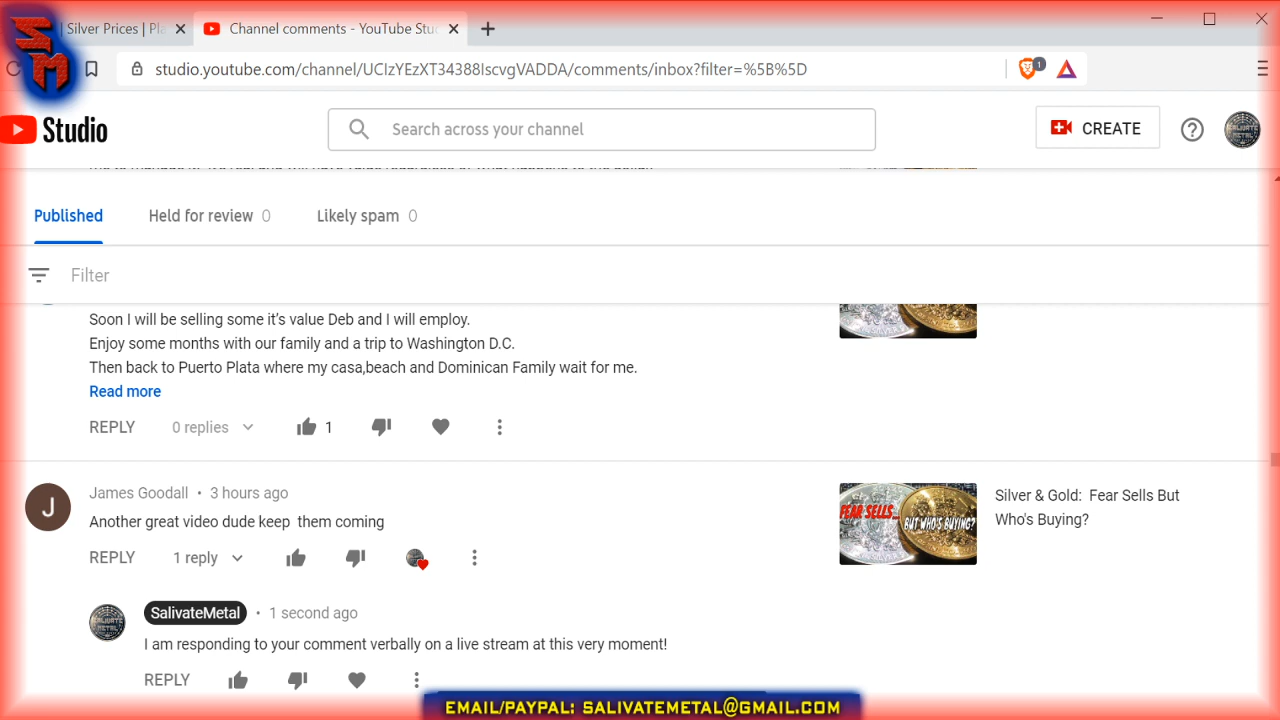 SM
Silver Prices | Pla
Channel comments - YouTube Stu
studio.youtube.com/channel/UClzYEzXT34388IscvgVADDA/comments/inbox?filter=%5B%5D
1
Studio
Search across your channel
CREATE
Published
Held for review 0
Likely spam 0
Filter
Soon I will be selling some it's value Deb and I will employ.
Enjoy some months with our family and a trip to Washington D.C.
Then back to Puerto Plata where my casa,beach and Dominican Family wait for me.
Read more
REPLY 0 replies 1
J
James Goodall • 3 hours ago
Another great video dude keep them coming
REPLY 1 reply
FEAR SELLS...
BUT WHO'S BUYING?
Silver & Gold: Fear Sells But
Who's Buying?
SalivateMetal • 1 second ago
I am responding to your comment verbally on a live stream at this very moment!
REPLY
EMAIL/PAYPAL: SALIVATEMETAL@GMAIL.COM